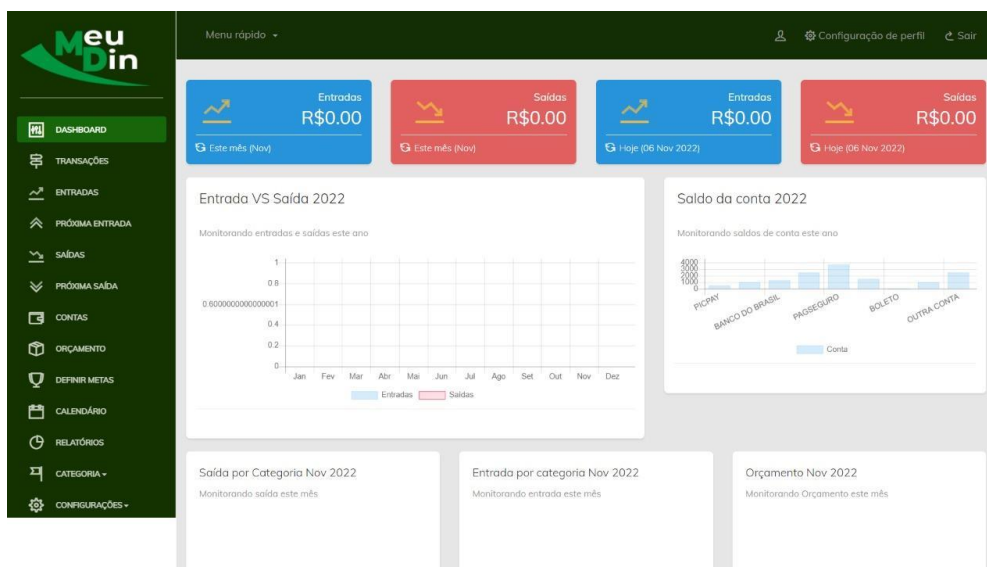 MeuDin
Menu rápido
Configuração de perfil
Sair
DASHBOARD
TRANSAÇÕES
ENTRADAS
PRÓXIMA ENTRADA
SAÍDAS
PRÓXIMA SAÍDA
CONTAS
ORÇAMENTO
DEFINIR METAS
CALENDÁRIO
RELATÓRIOS
CATEGORIA
CONFIGURAÇÕES
Entradas
R$0.00
Este mês (Nov)
Saídas
R$0.00
Este mês (Nov)
Entradas
R$0.00
Hoje (06 Nov 2022)
Saídas
R$0.00
Hoje (06 Nov 2022)
Entrada VS Saída 2022
Monitorando entradas e saídas este ano
1
0.8
0.6000000000000001
0.4
0.2
0
Jan Fev Mar Abr Mai Jun Jul Ago Set Out Nov Dez
Entradas Saídas
Saldo da conta 2022
Monitorando saldos de conta este ano
4000
3000
2000
1000
0
PICPAY
BANCO DO BRASIL
PAGSEGURO
BOLETO
OUTRA CONTA
Conta
Saída por Categoria Nov 2022
Monitorando saída este mês
Entrada por categoria Nov 2022
Monitorando entrada este mês
Orçamento Nov 2022
Monitorando Orçamento este mês